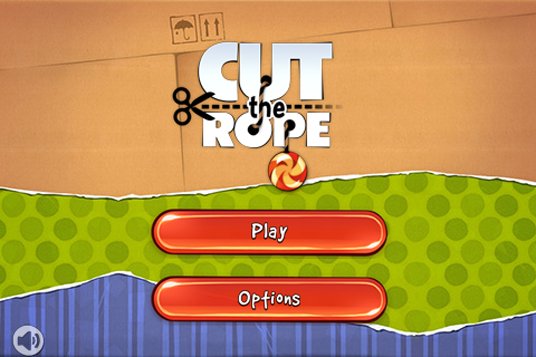 CUT
the
ROPE
Play
Options